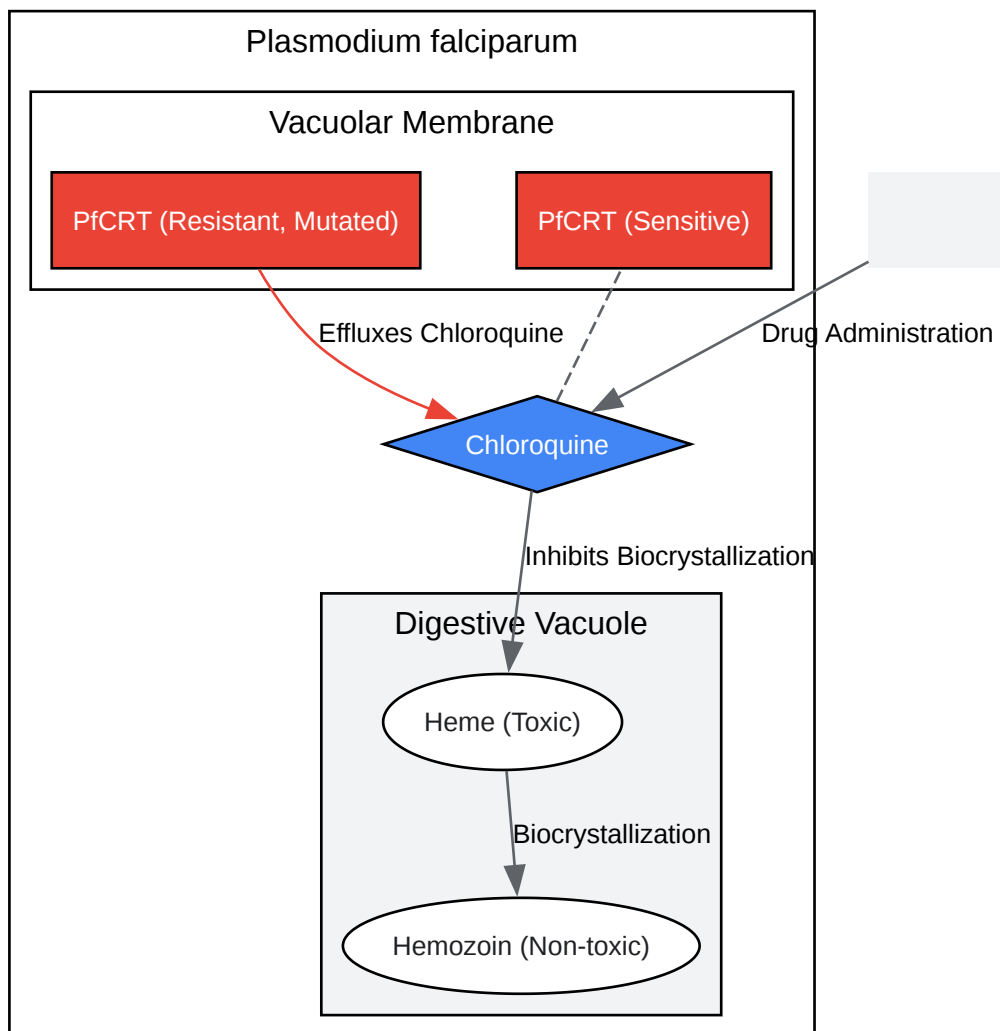 Plasmodium falciparum
Vacuolar Membrane
PfCRT (Resistant, Mutated)
PfCRT (Sensitive)
Effluxes Chloroquine
Drug Administration
Chloroquine
Inhibits Biocrystallization
Digestive Vacuole
Heme (Toxic)
Biocrystallization
Hemozoin (Non-toxic)